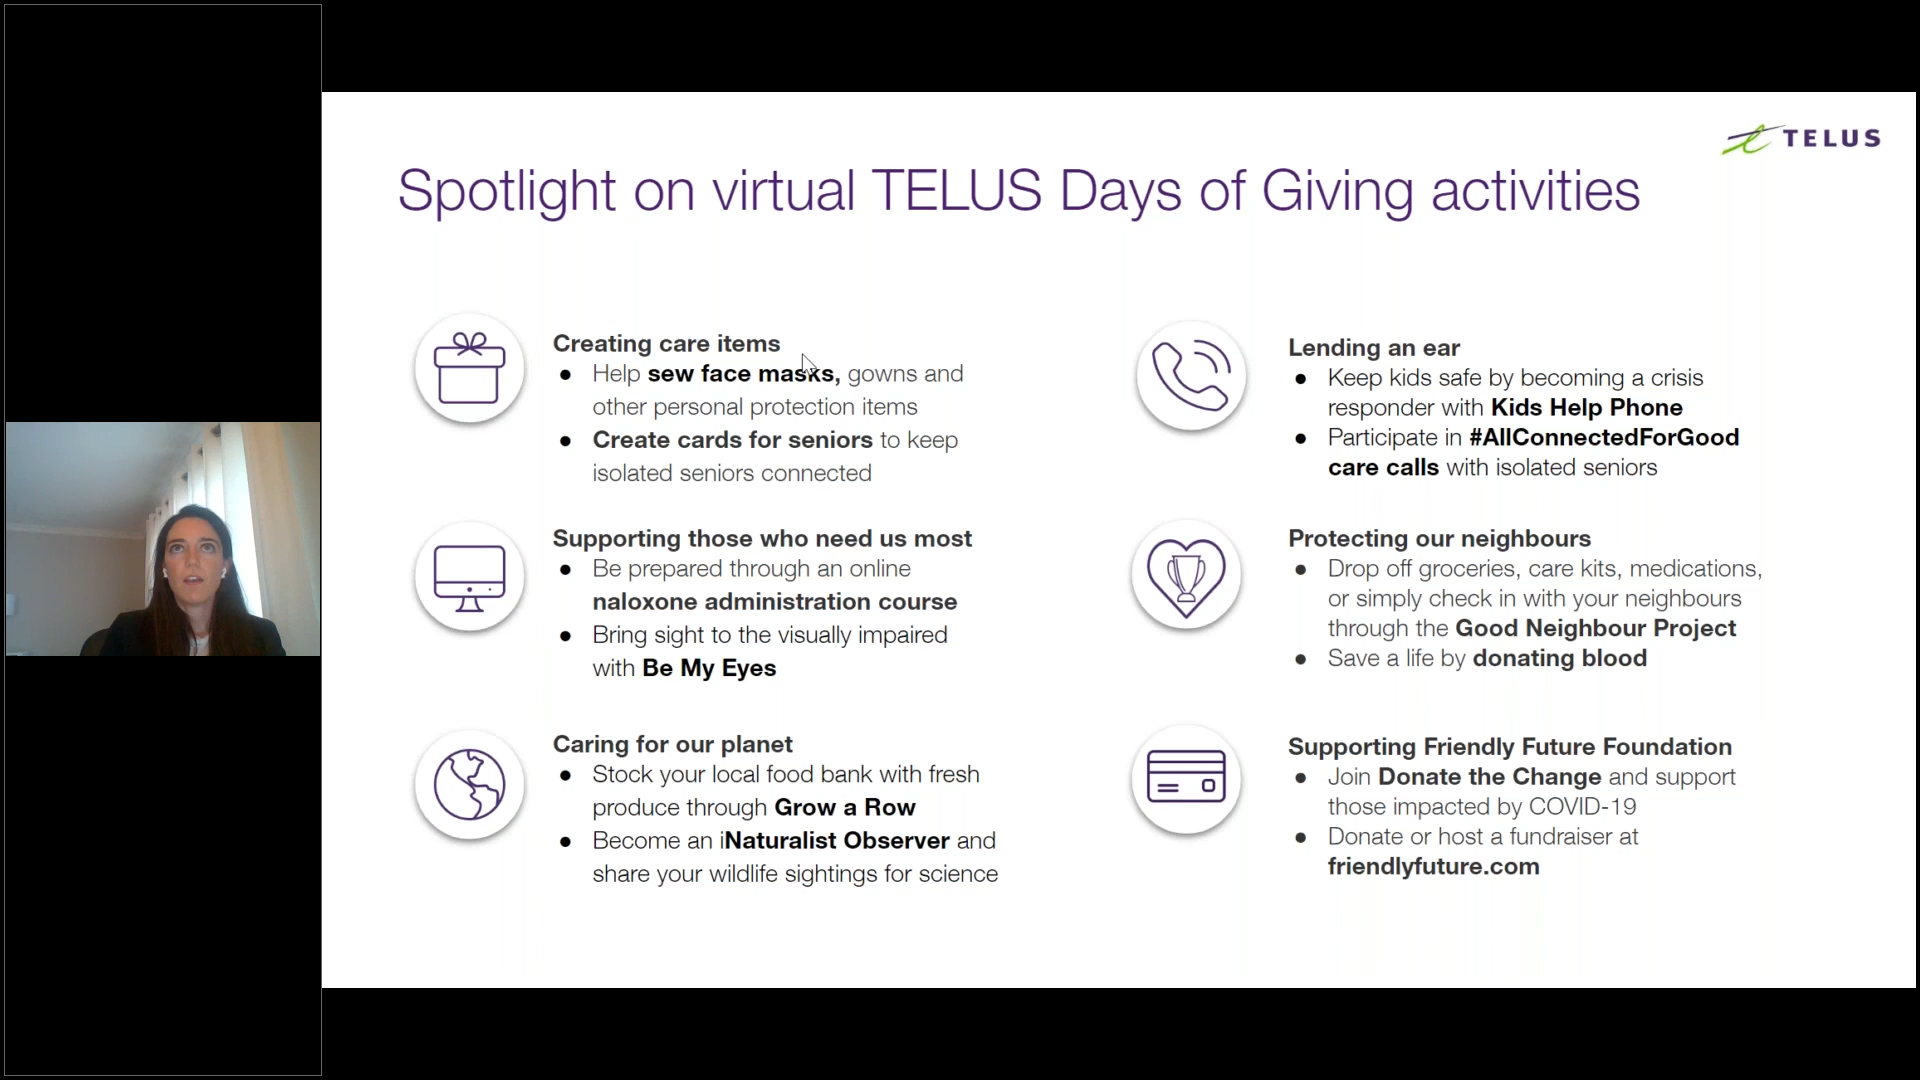 TELUS
Spotlight on virtual TELUS Days of Giving activities
Creating care items
● Help sew face masks, gowns and
other personal protection items
● Create cards for seniors to keep
isolated seniors connected
Supporting those who need us most
● Be prepared through an online
naloxone administration course
● Bring sight to the visually impaired
with Be My Eyes
Caring for our planet
● Stock your local food bank with fresh
produce through Grow a Row
● Become an iNaturalist Observer and
share your wildlife sightings for science
Lending an ear
● Keep kids safe by becoming a crisis
responder with Kids Help Phone
● Participate in #AllConnectedForGood
care calls with isolated seniors
Protecting our neighbours
● Drop off groceries, care kits, medications,
or simply check in with your neighbours
through the Good Neighbour Project
● Save a life by donating blood
Supporting Friendly Future Foundation
● Join Donate the Change and support
those impacted by COVID-19
● Donate or host a fundraiser at
friendlyfuture.com